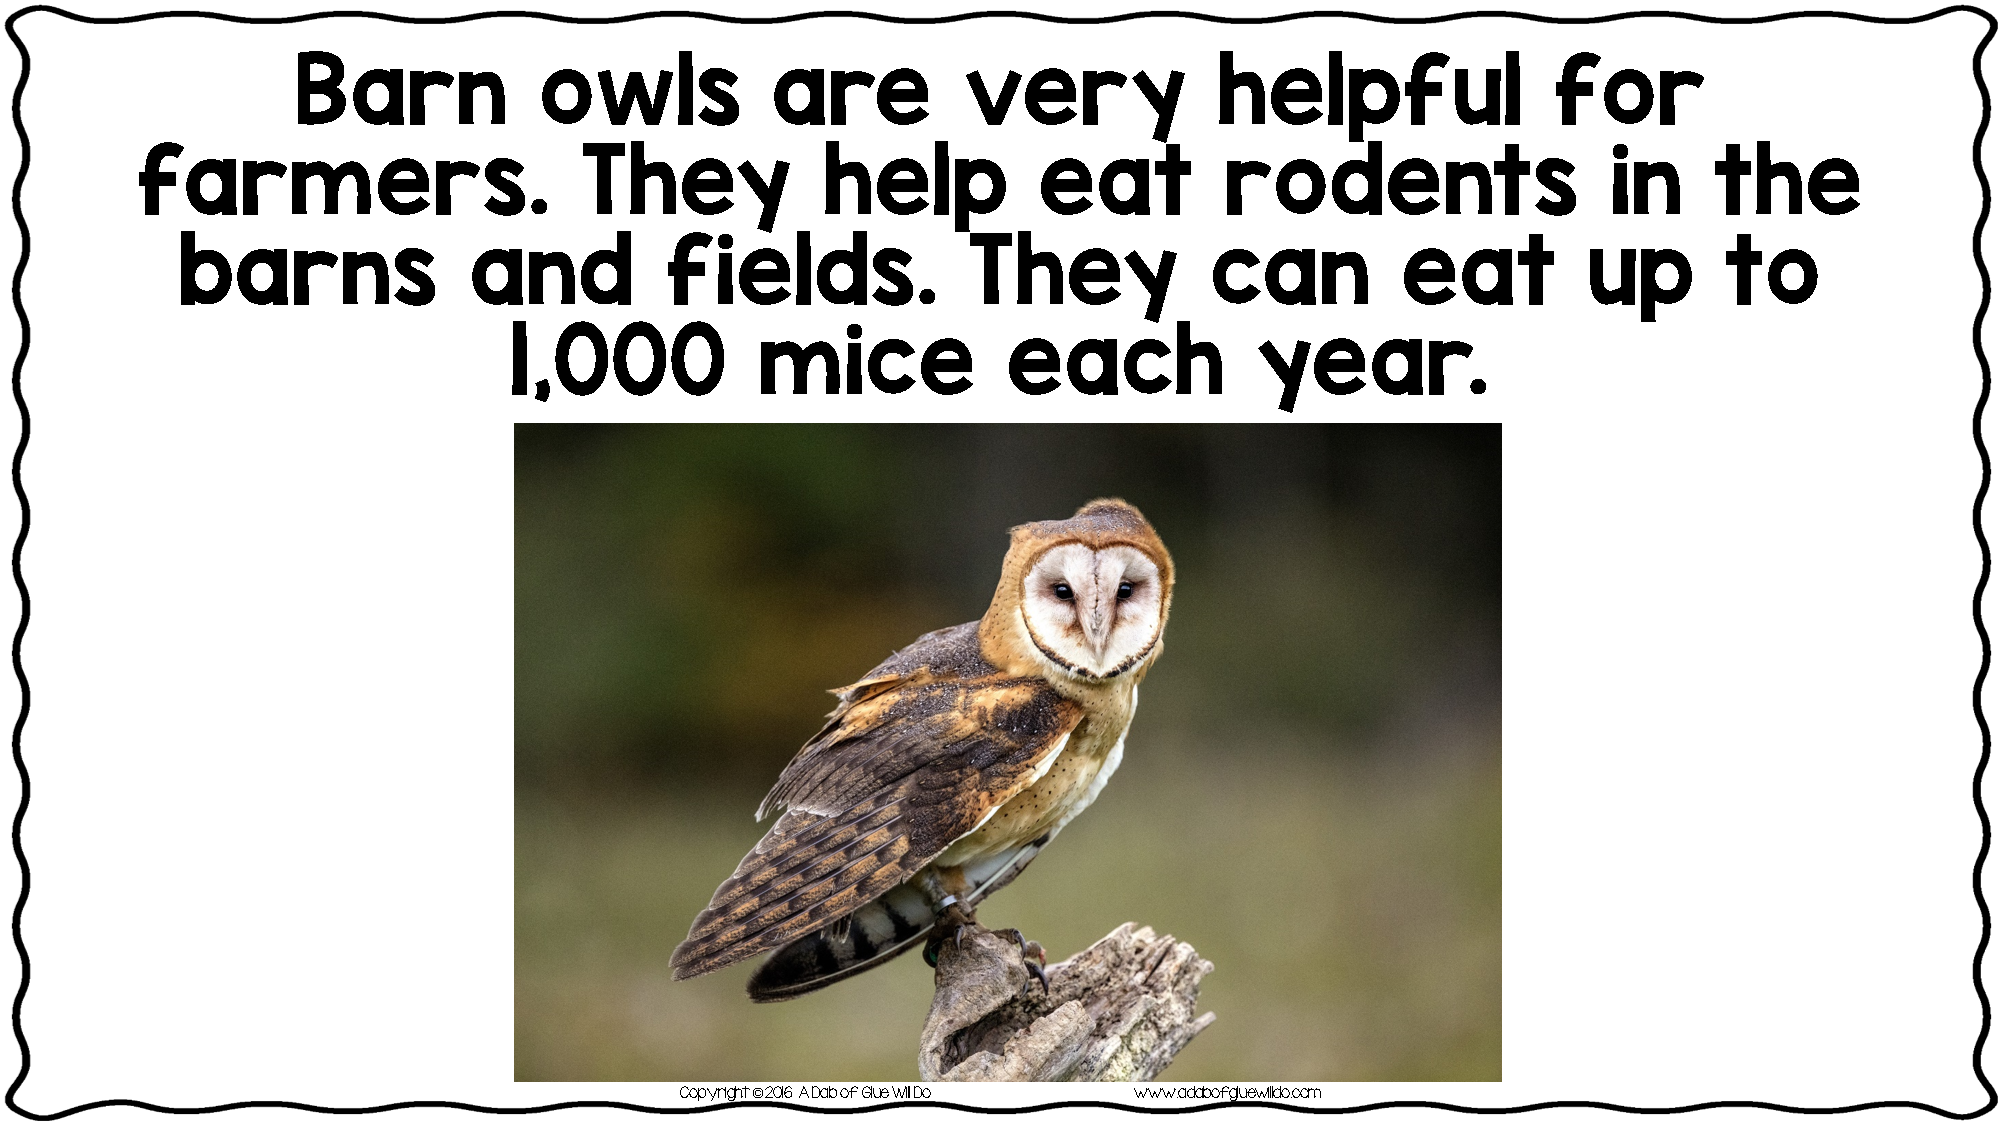 Barn owls are very helpful for
farmers. They help eat rodents in the
barns and fields. They can eat up to
1,000 mice each year.
Copyright ©2016 A Dab of Glue Will Do
www.adabofgluewilldo.com